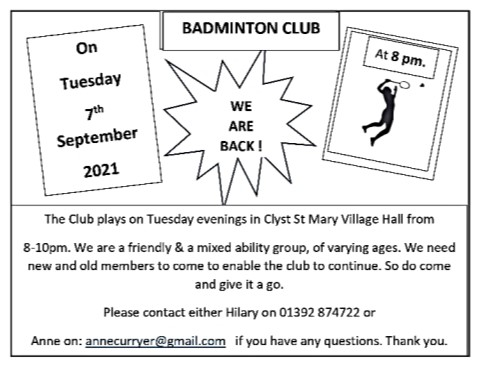 BADMINTON CLUB
On
Tuesday
7th
September
2021
WE
ARE
BACK !
At 8 pm.
The Club plays on Tuesday evenings in Clyst St Mary Village Hall from
8-10pm. We are a friendly & a mixed ability group, of varying ages. We need
new and old members to come to enable the club to continue. So do come
and give it a go.
Please contact either Hilary on 01392 874722 or
Anne on: annecurryer@gmail.com if you have any questions. Thank you.